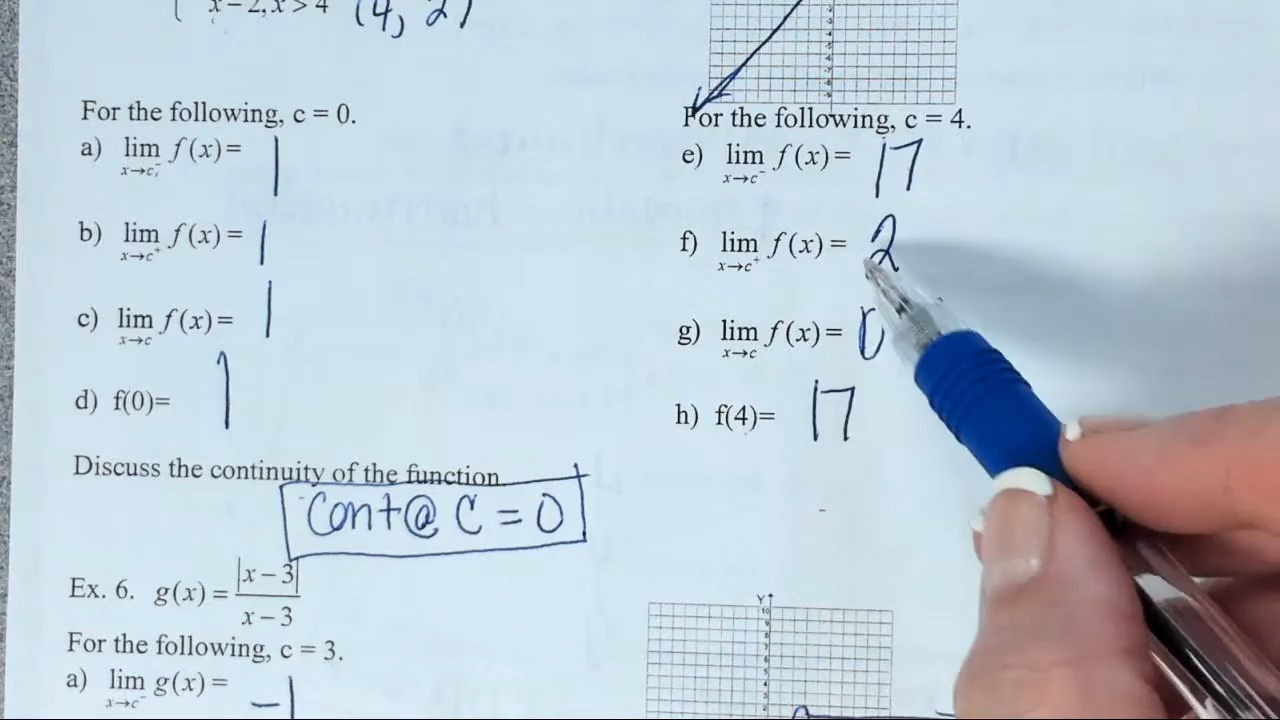 x – 2, x > 4 (4, 2)
For the following, c = 0.
a) lim x→c⁻ f(x) = 1
b) lim x→c⁺ f(x) = 1
c) lim x→c f(x) = 1
d) f(0)= 1
Discuss the continuity of the function
Cont @ C = 0
Ex. 6. g(x) = |x – 3| / x – 3
For the following, c = 3.
a) lim x→c⁻ g(x) = –1
For the following, c = 4.
e) lim x→c⁻ f(x) = 17
f) lim x→c⁺ f(x) = 2
g) lim x→c f(x) =
h) f(4)= 17
Y